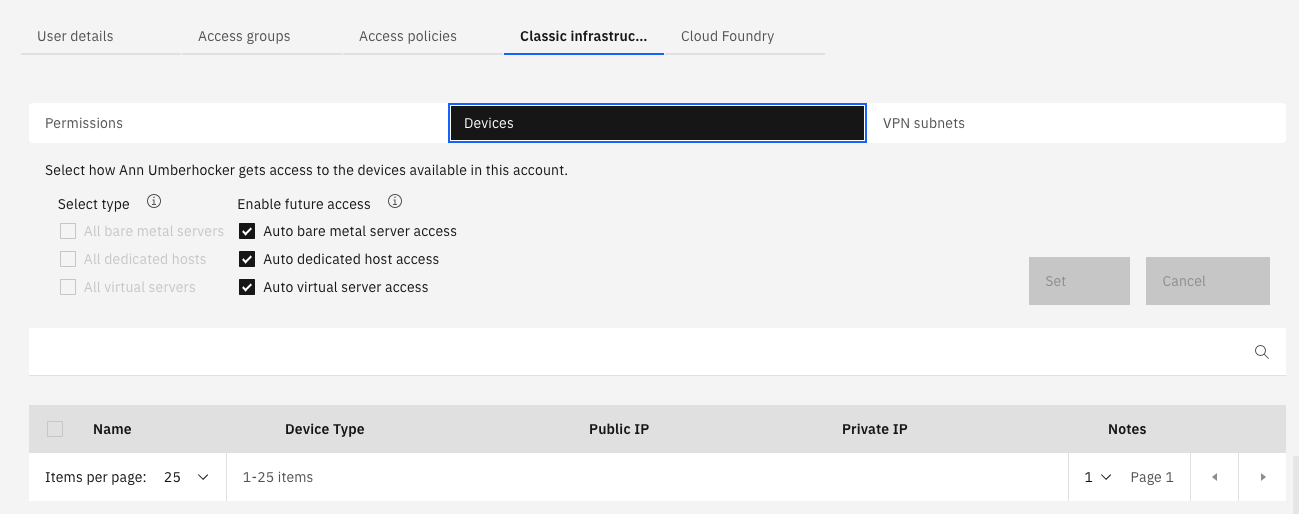 User details Access groups Access policies Classic infrastruc... Cloud Foundry
Permissions Devices VPN subnets
Select how Ann Umberhocker gets access to the devices available in this account.
Select type Enable future access
All bare metal servers Auto bare metal server access
All dedicated hosts Auto dedicated host access
All virtual servers Auto virtual server access
Set Cancel
Name Device Type Public IP Private IP Notes
Items per page: 25 1-25 items 1 Page 1